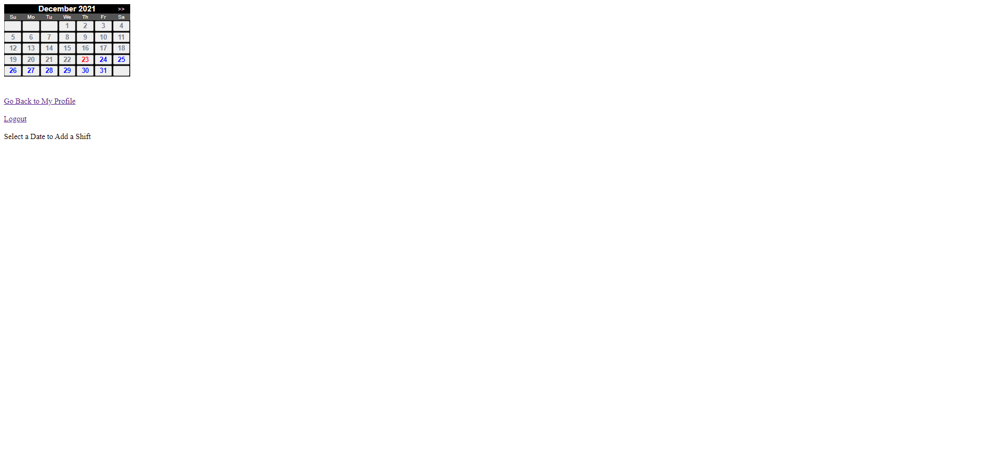 December 2021 >>
Su Mo Tu We Th Fr Sa
1 2 3 4
5 6 7 8 9 10 11
12 13 14 15 16 17 18
19 20 21 22 23 24 25
26 27 28 29 30 31
Go Back to My Profile
Logout
Select a Date to Add a Shift